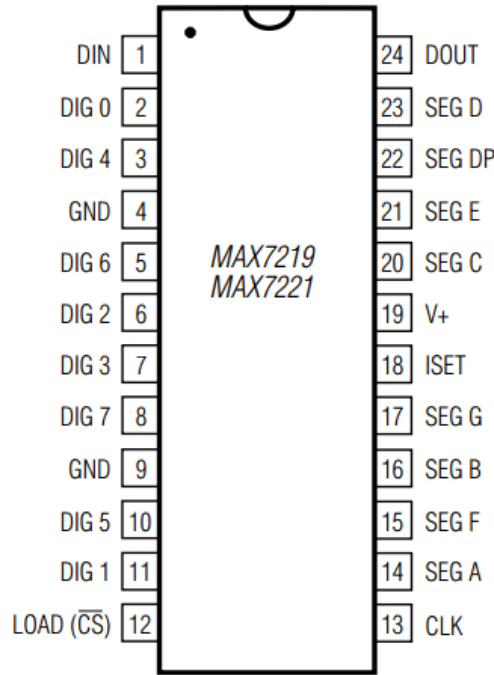 DIN 1 24 DOUT
DIG 0 2 23 SEG D
DIG 4 3 22 SEG DP
GND 4 21 SEG E
DIG 6 5 20 SEG C
MAX7219
MAX7221
DIG 2 6 19 V+
DIG 3 7 18 ISET
DIG 7 8 17 SEG G
GND 9 16 SEG B
DIG 5 10 15 SEG F
DIG 1 11 14 SEG A
LOAD (C̅S̅) 12 13 CLK